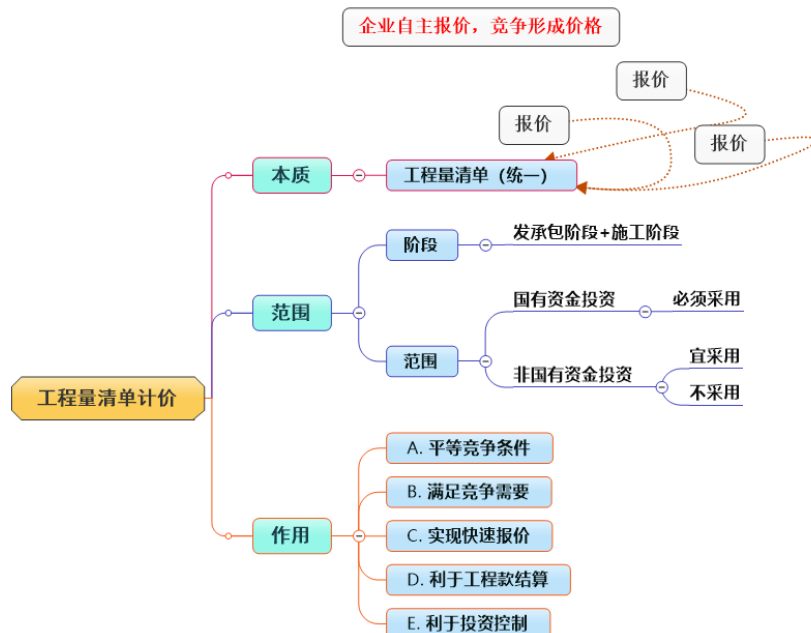 企业自主报价，竞争形成价格
报价
报价
报价
本质
工程量清单（统一）
阶段
发承包阶段+施工阶段
范围
国有资金投资
必须采用
范围
非国有资金投资
宜采用
不采用
工程量清单计价
A. 平等竞争条件
B. 满足竞争需要
作用
C. 实现快速报价
D. 利于工程款结算
E. 利于投资控制